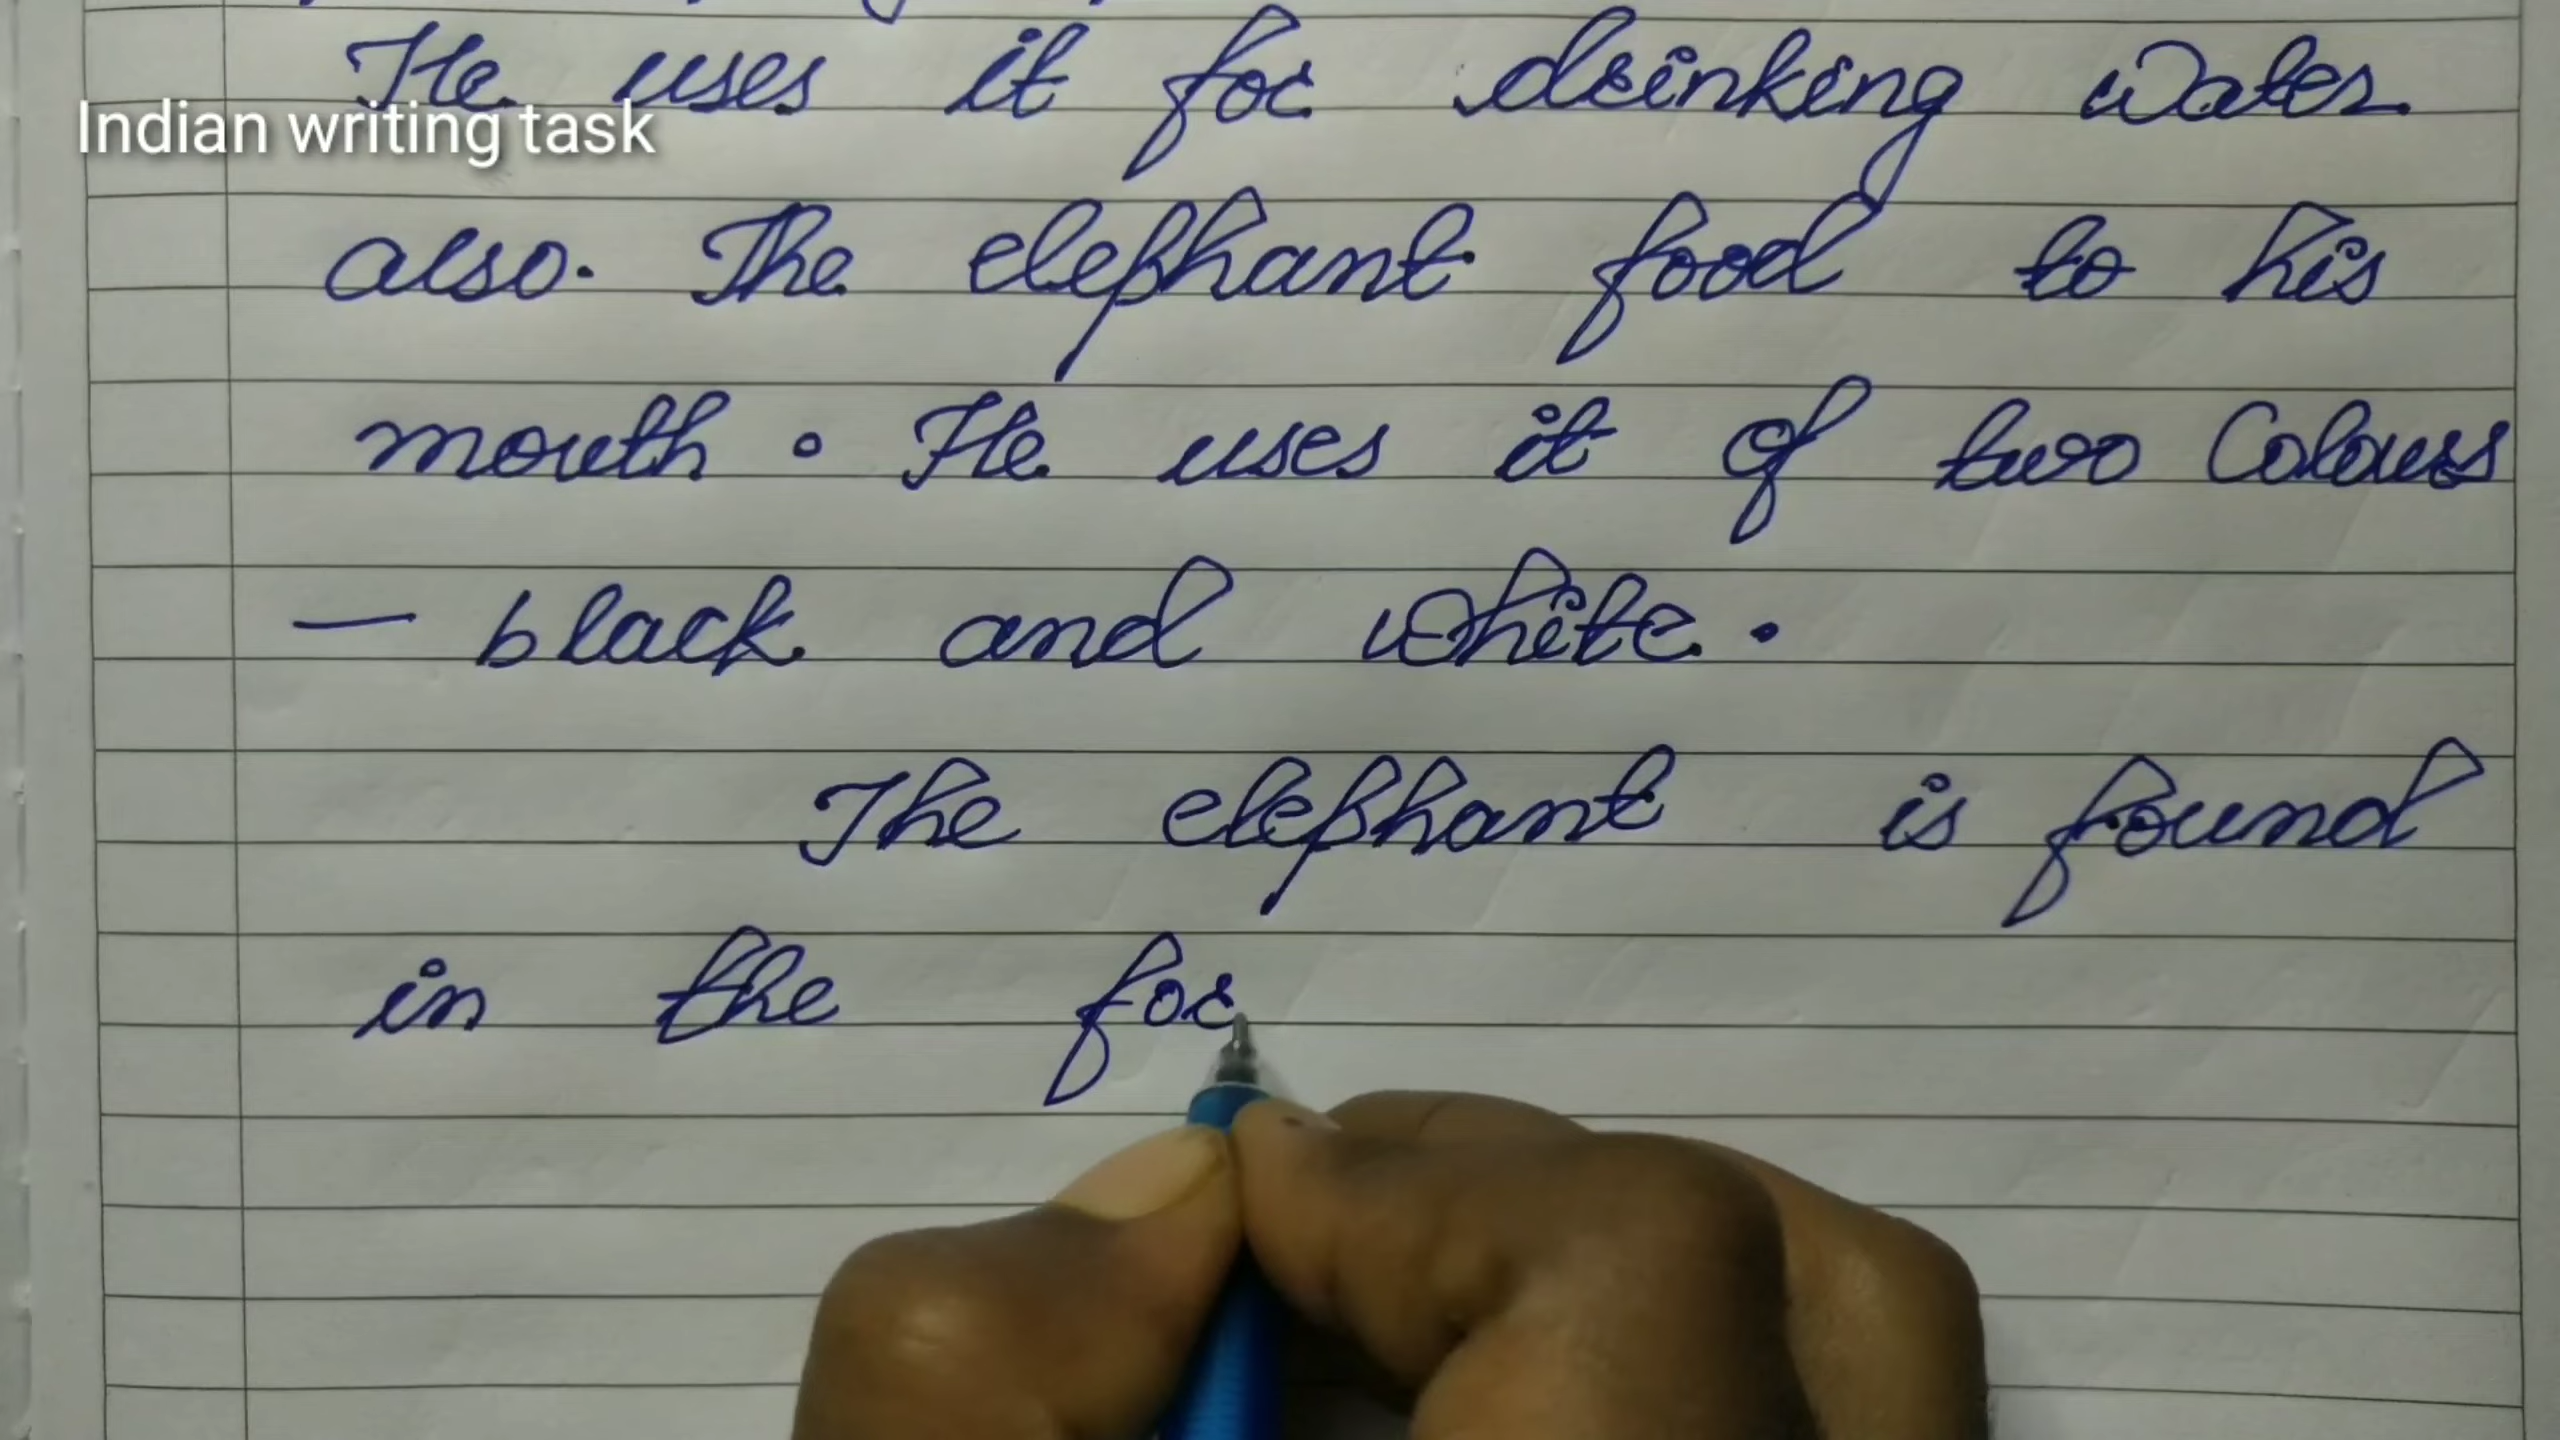 He uses it for drinking water
Indian writing task
also. The elephant food to his
mouth. He uses it of two Colours
— black and white.
The elephant is found
in the for